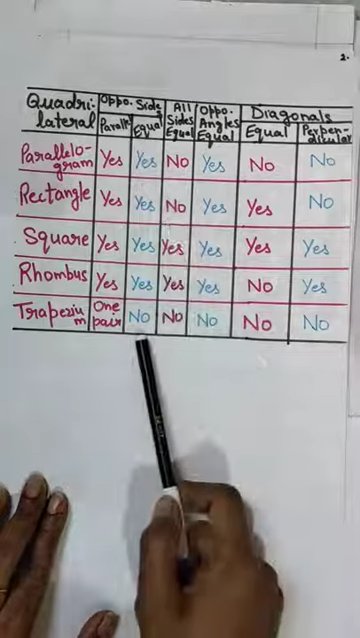 2.
Quadri-lateral | Oppo. Sides | All Sides Equal | Oppo. Angles Equal | Diagonals
Parallel | Equal | Equal | Perpendicular
Parallelo-gram | Yes | Yes | No | Yes | No | No
Rectangle | Yes | Yes | No | Yes | Yes | No
Square | Yes | Yes | Yes | Yes | Yes | Yes
Rhombus | Yes | Yes | Yes | Yes | No | Yes
Trapezium | One pair | No | No | No | No | No